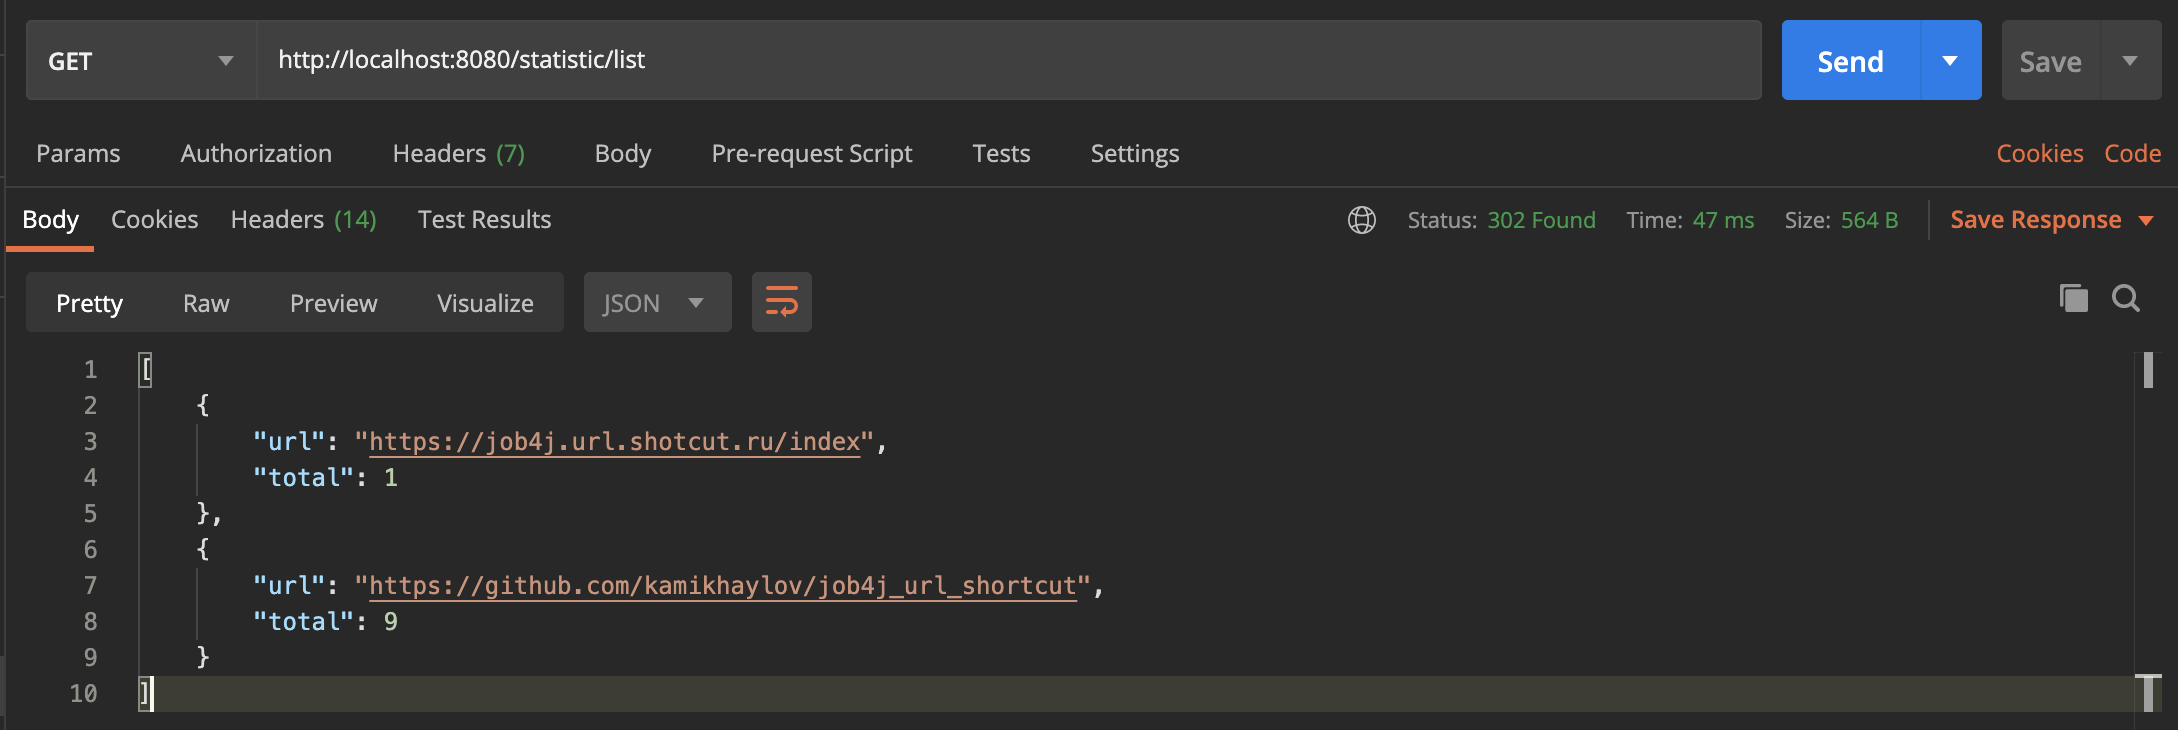 GET http://localhost:8080/statistic/list Send Save
Params Authorization Headers (7) Body Pre-request Script Tests Settings Cookies Code
Body Cookies Headers (14) Test Results Status: 302 Found Time: 47 ms Size: 564 B Save Response
Pretty Raw Preview Visualize JSON
1 [
2 {
3 "url": "https://job4j.url.shotcut.ru/index",
4 "total": 1
5 },
6 {
7 "url": "https://github.com/kamikhaylov/job4j_url_shortcut",
8 "total": 9
9 }
10 ]